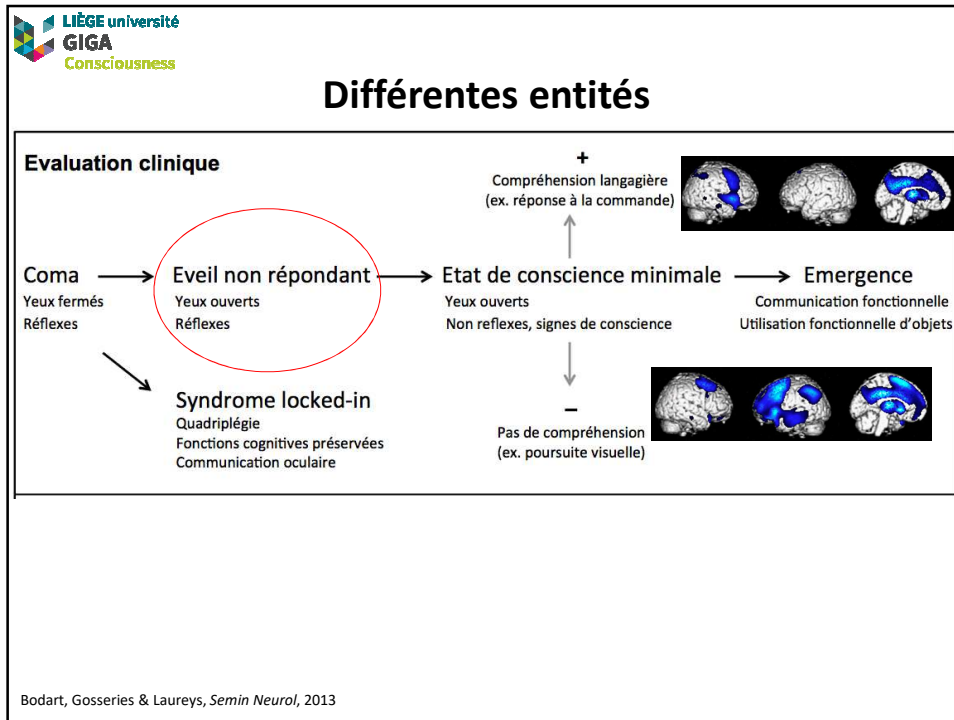 LIÈGE université
GIGA
Consciousness
Différentes entités
Evaluation clinique
+
Compréhension langagière
(ex. réponse à la commande)
Coma
Yeux fermés
Réflexes
Eveil non répondant
Yeux ouverts
Réflexes
Etat de conscience minimale
Yeux ouverts
Non reflexes, signes de conscience
Emergence
Communication fonctionnelle
Utilisation fonctionnelle d'objets
Syndrome locked-in
Quadriplégie
Fonctions cognitives préservées
Communication oculaire
–
Pas de compréhension
(ex. poursuite visuelle)
Bodart, Gosseries & Laureys, Semin Neurol, 2013